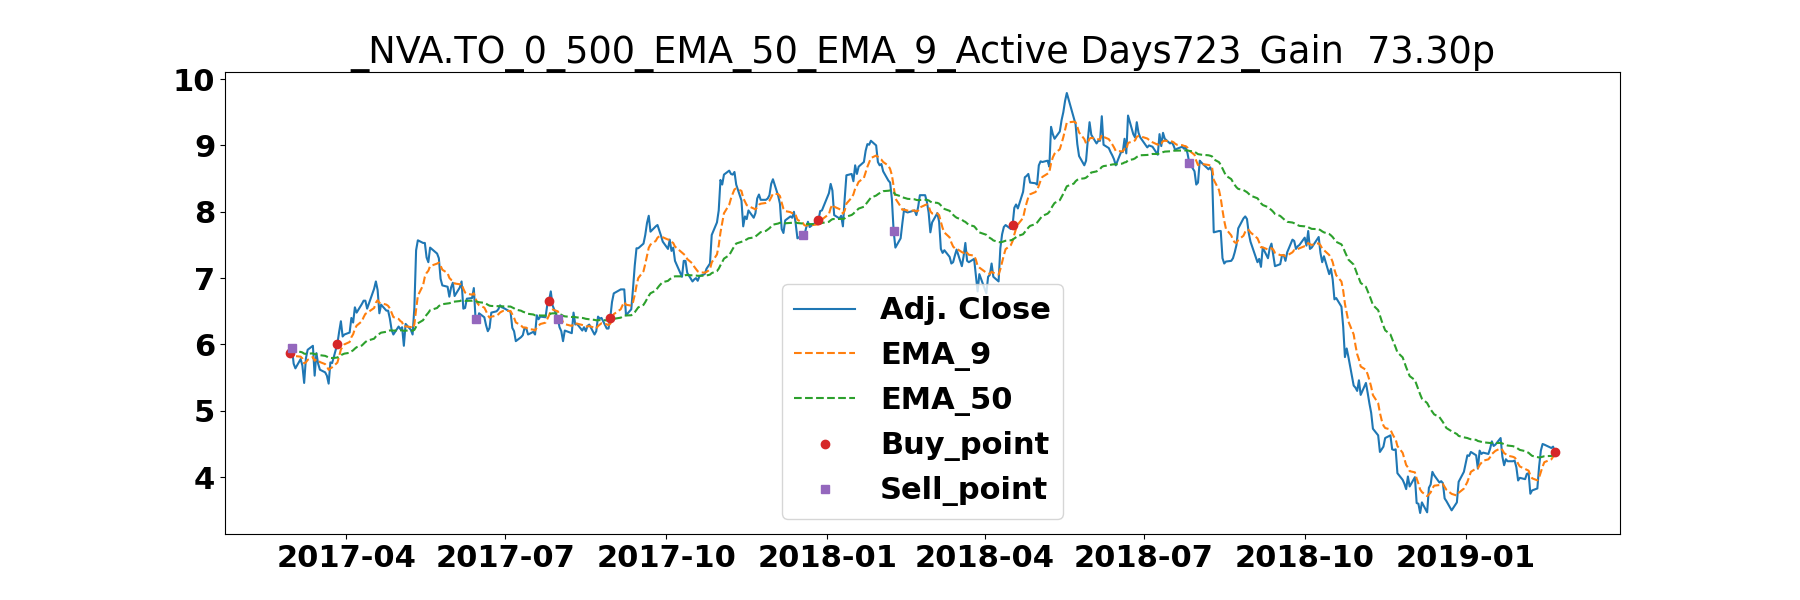 _NVA.TO_0_500_EMA_50_EMA_9_Active Days723_Gain  73.30p
10
9
8
7
6
5
4
Adj. Close
EMA_9
EMA_50
Buy_point
Sell_point
2017-04 2017-07 2017-10 2018-01 2018-04 2018-07 2018-10 2019-01